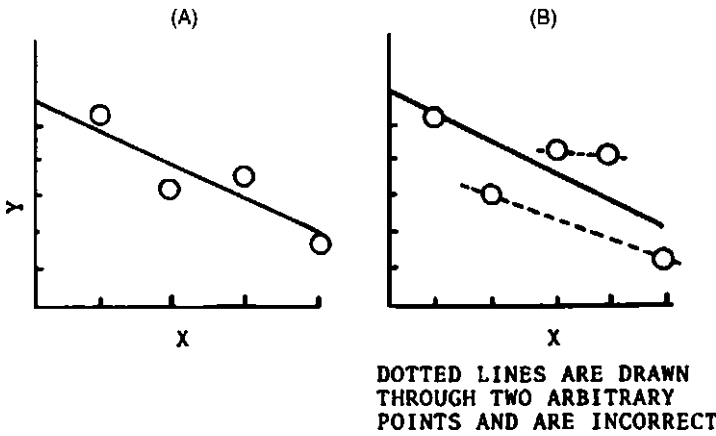 (A)
(B)
Y
X
X
DOTTED LINES ARE DRAWN
THROUGH TWO ARBITRARY
POINTS AND ARE INCORRECT